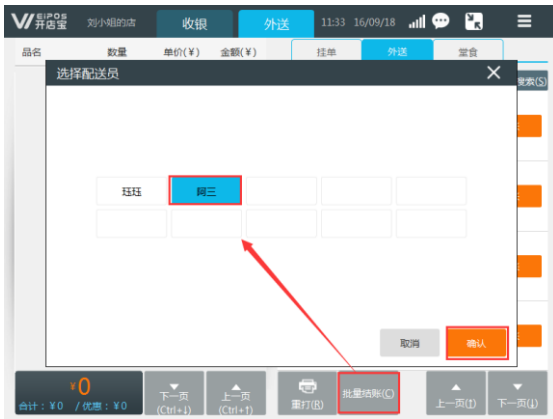 EiPOS
开店宝 刘小姐的店 收银 外送 11:33 16/09/18
品名 数量 单价(¥) 金额(¥) 挂单 外送 堂食
选择配送员
搜索(S)
珏珏 阿三
取消 确认
¥0
合计：¥0 /优惠：¥0
下一页
(Ctrl+↓)
上一页
(Ctrl+↑)
重打(R)
批量结账(C)
上一页(↑)
下一页(↓)